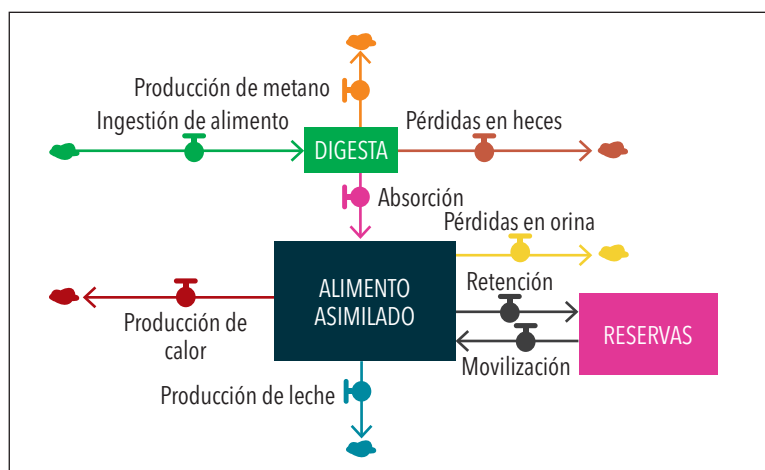 Producción de metano
Ingestión de alimento
Pérdidas en heces
DIGESTA
Absorción
Pérdidas en orina
ALIMENTO
ASIMILADO
Retención
RESERVAS
Producción de
calor
Movilización
Producción de leche